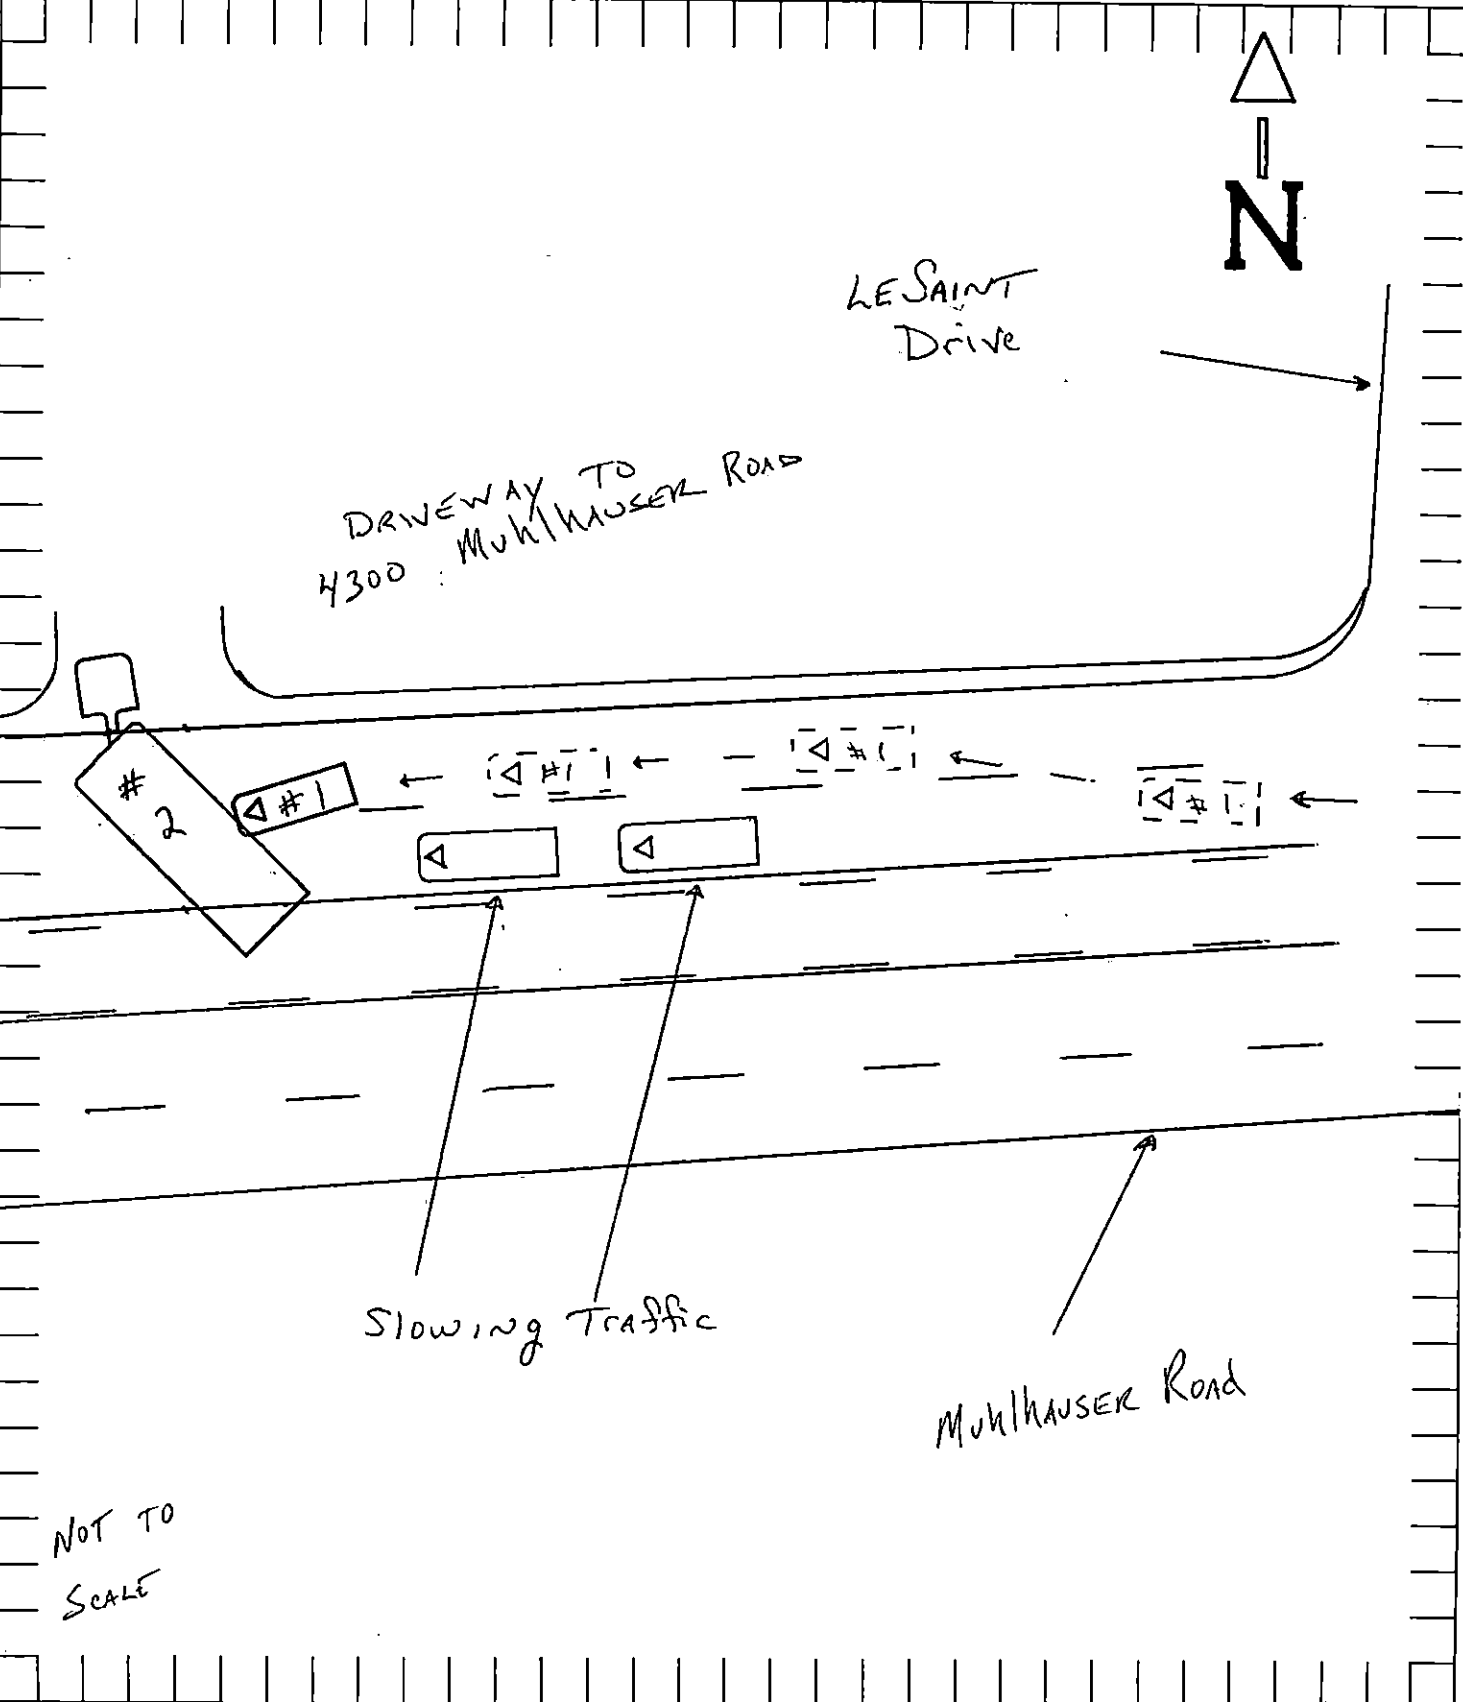 N
LESAINT
Drive
DRIVEWAY TO
4300 MuhlHAUSER ROAD
#1
#1
#1
#1
#
2
Slowing Traffic
MuhlHAUSER Road
NOT TO
SCALE